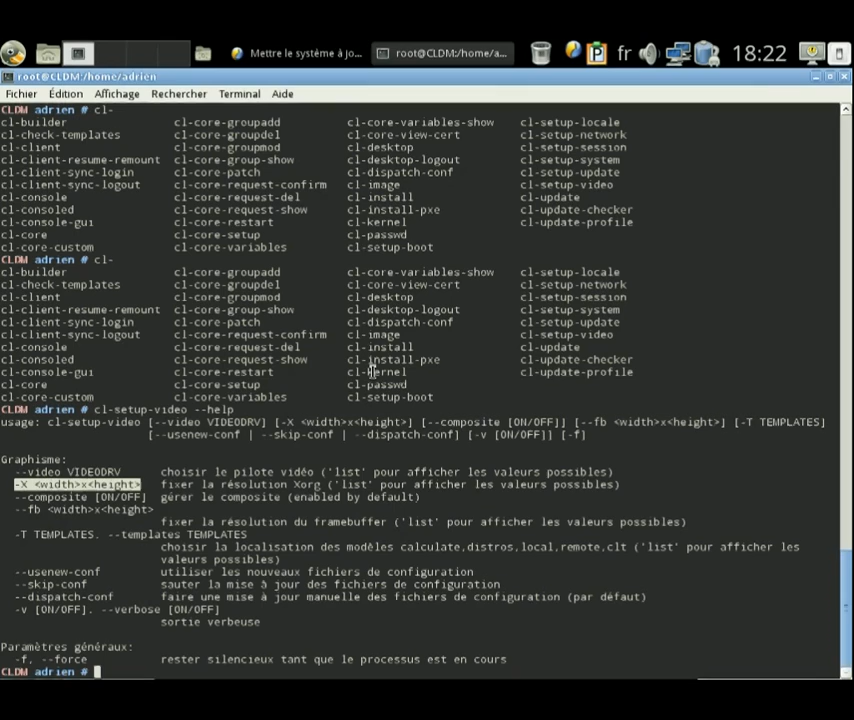 Mettre le système à jo...
root@CLDM:/home/a...
fr
18:22
root@CLDM:/home/adrien
Fichier Édition Affichage Rechercher Terminal Aide
CLDM adrien # cl-
cl-builder cl-core-groupadd cl-core-variables-show cl-setup-locale
cl-check-templates cl-core-groupdel cl-core-view-cert cl-setup-network
cl-client cl-core-groupmod cl-desktop cl-setup-session
cl-client-resume-remount cl-core-group-show cl-desktop-logout cl-setup-system
cl-client-sync-login cl-core-patch cl-dispatch-conf cl-setup-update
cl-client-sync-logout cl-core-request-confirm cl-image cl-setup-video
cl-console cl-core-request-del cl-install cl-update
cl-consoled cl-core-request-show cl-install-pxe cl-update-checker
cl-console-gui cl-core-restart cl-kernel cl-update-profile
cl-core cl-core-setup cl-passwd
cl-core-custom cl-core-variables cl-setup-boot
CLDM adrien # cl-
cl-builder cl-core-groupadd cl-core-variables-show cl-setup-locale
cl-check-templates cl-core-groupdel cl-core-view-cert cl-setup-network
cl-client cl-core-groupmod cl-desktop cl-setup-session
cl-client-resume-remount cl-core-group-show cl-desktop-logout cl-setup-system
cl-client-sync-login cl-core-patch cl-dispatch-conf cl-setup-update
cl-client-sync-logout cl-core-request-confirm cl-image cl-setup-video
cl-console cl-core-request-del cl-install cl-update
cl-consoled cl-core-request-show cl-install-pxe cl-update-checker
cl-console-gui cl-core-restart cl-kernel cl-update-profile
cl-core cl-core-setup cl-passwd
cl-core-custom cl-core-variables cl-setup-boot
CLDM adrien # cl-setup-video --help
usage: cl-setup-video [--video VIDEODRV] [-X <width>x<height>] [--composite [ON/OFF]] [--fb <width>x<height>] [-T TEMPLATES]
[--usenew-conf | --skip-conf | --dispatch-conf] [-v [ON/OFF]] [-f]
Graphisme:
--video VIDEODRV choisir le pilote vidéo ('list' pour afficher les valeurs possibles)
-X <width>x<height> fixer la résolution Xorg ('list' pour afficher les valeurs possibles)
--composite [ON/OFF] gérer le composite (enabled by default)
--fb <width>x<height>
fixer la résolution du framebuffer ('list' pour afficher les valeurs possibles)
-T TEMPLATES, --templates TEMPLATES
choisir la localisation des modèles calculate,distros,local,remote,clt ('list' pour afficher les
valeurs possibles)
--usenew-conf utiliser les nouveaux fichiers de configuration
--skip-conf sauter la mise à jour des fichiers de configuration
--dispatch-conf faire une mise à jour manuelle des fichiers de configuration (par défaut)
-v [ON/OFF], --verbose [ON/OFF]
sortie verbeuse
Paramètres généraux:
-f, --force rester silencieux tant que le processus est en cours
CLDM adrien #